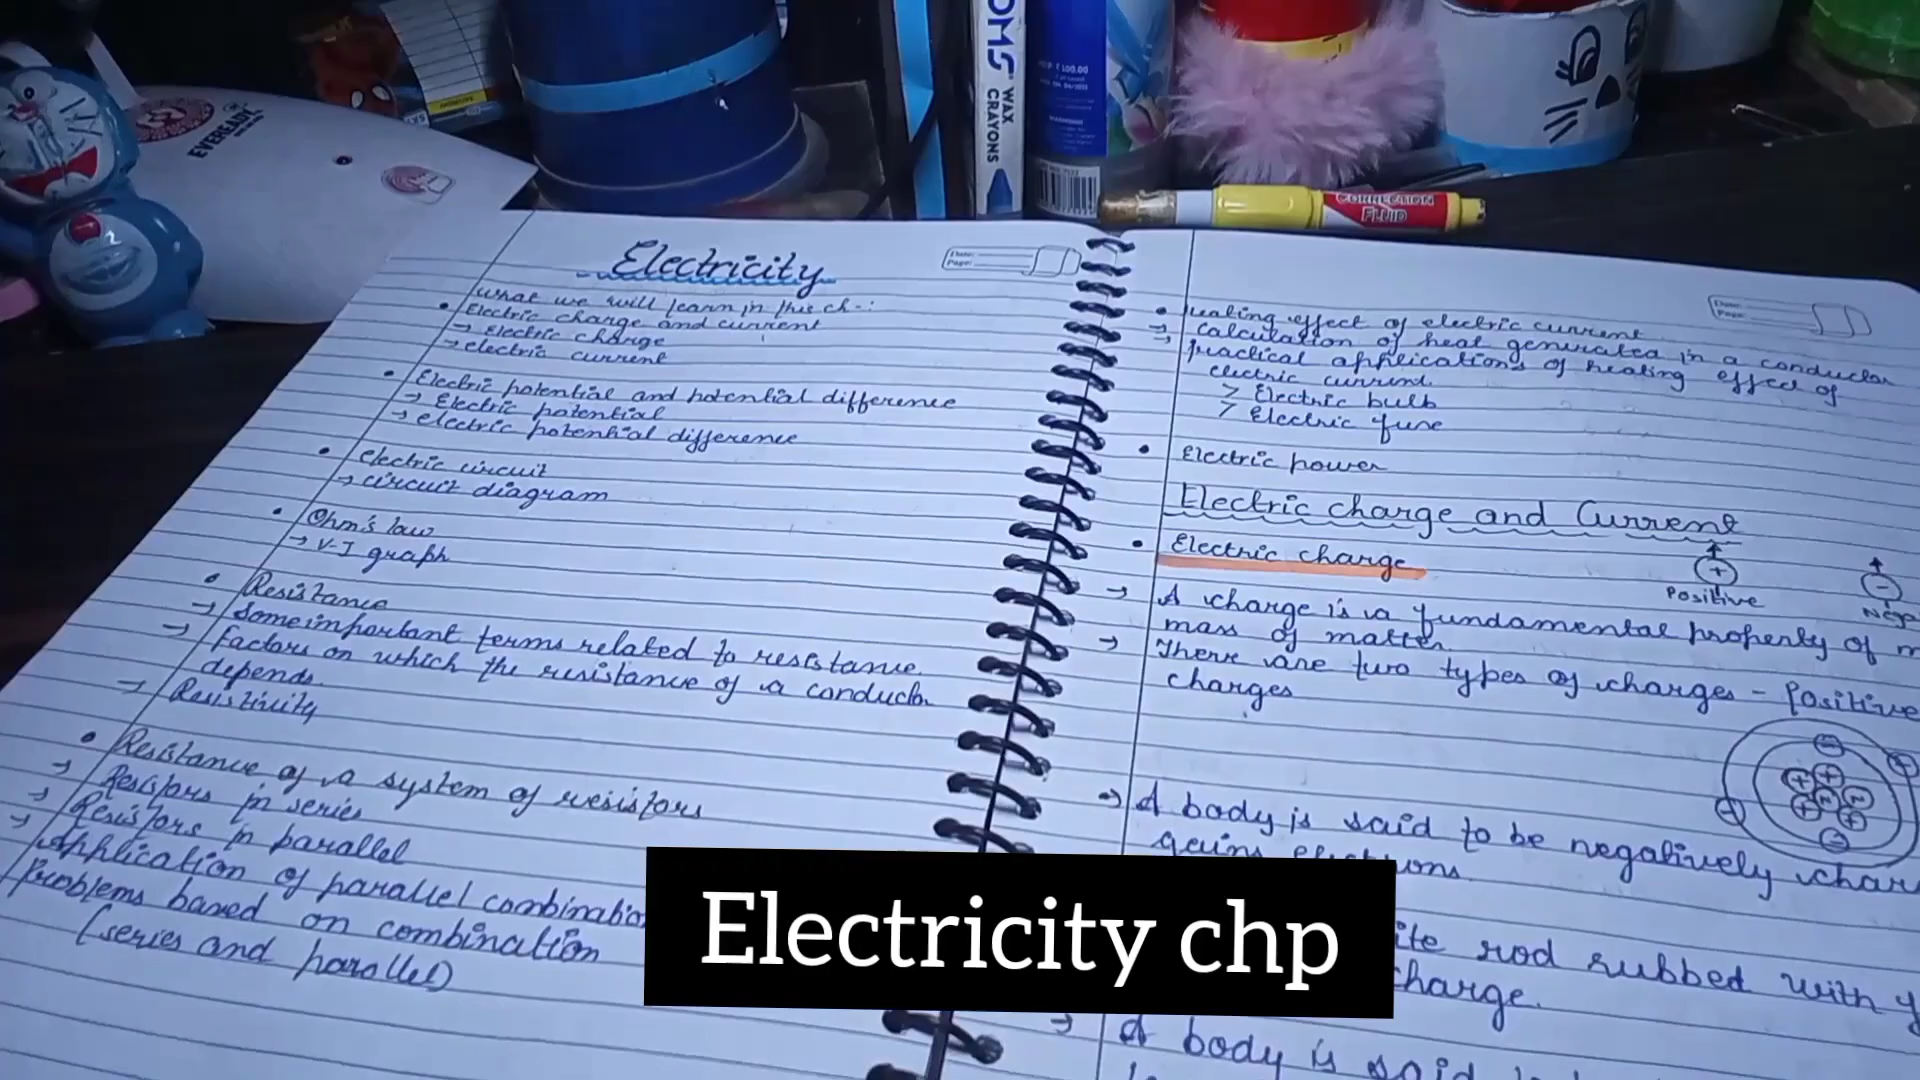 EVEREADY
DOMS WAX CRAYONS
CORRECTION
FLUID
Electricity
Date:
Page:
What we will learn in this ch-:
• Electric charge and current
→ Electric charge
→ electric current
• Electric potential and potential difference
→ Electric potential
→ electric potential difference
• electric circuit
→ circuit diagram
• Ohm's law
→ V-I graph
• Resistance
→ Some important terms related to resistance.
→ factors on which the resistance of a conductor
depends.
→ Resistivity
• Resistance of a system of resistors
→ Resistors in series
→ Resistors in parallel
→ Application of parallel combination
Problems based on combination
(series and parallel)
Date:
Page:
• Heating effect of electric current
→ calculation of heat generated in a conductor
→ practical applications of heating effect of
electric current.
> Electric bulb
> Electric fuse
• Electric power
Electric charge and Current
• Electric charge
+
Positive
-
→ A charge is a fundamental property of
mass of matter.
→ There are two types of charges - Positive
charges
→ A body is said to be negatively
gains electrons.
rod rubbed with
charge.
→ A body is said
Electricity chp